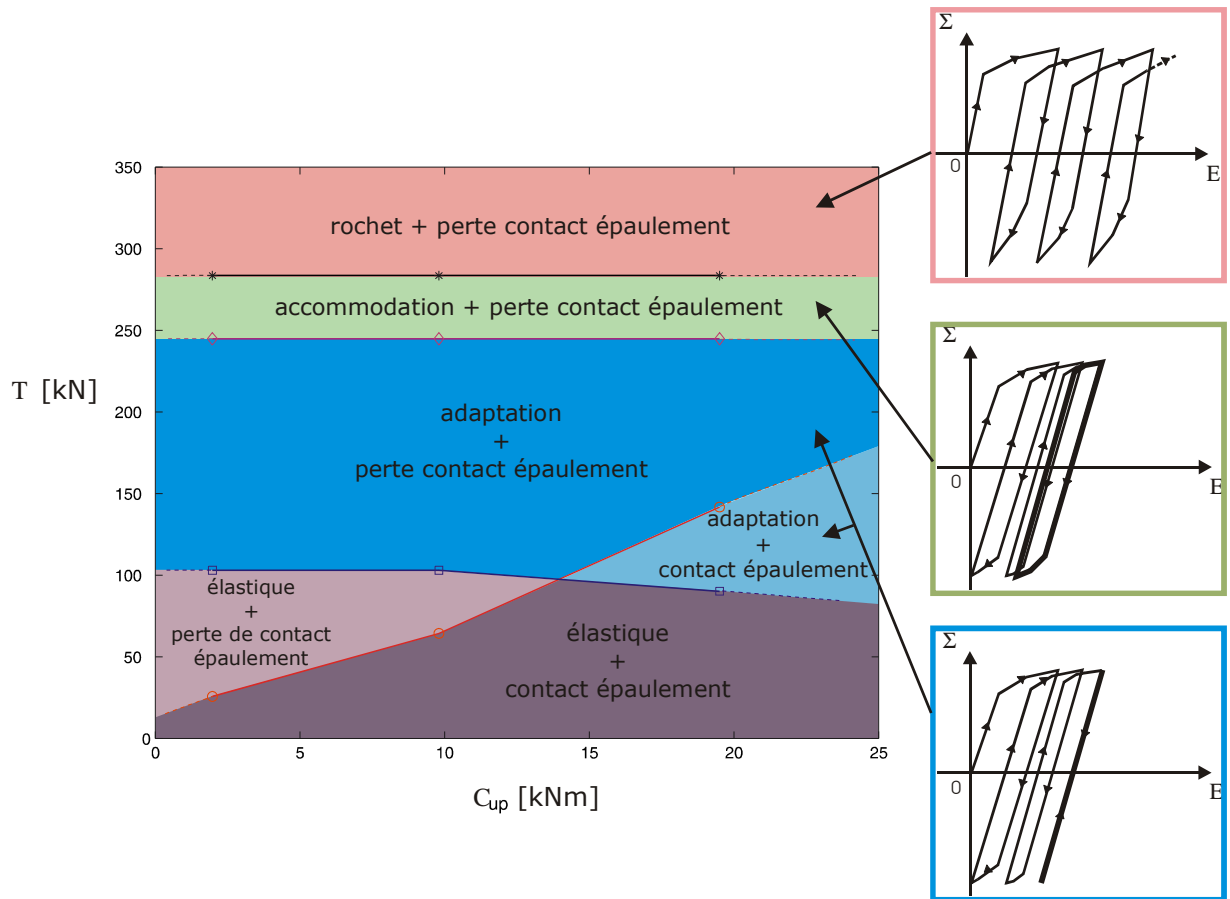 350
300
250
200
150
100
50
0
T [kN]
0
5
10
15
20
25
C up [kNm]
rochet + perte contact épaulement
accommodation + perte contact épaulement
adaptation
+
perte contact épaulement
adaptation
+
contact épaulement
élastique
+
perte de contact
épaulement
élastique
+
contact épaulement
Σ
0
E
Σ
0
E
Σ
0
E